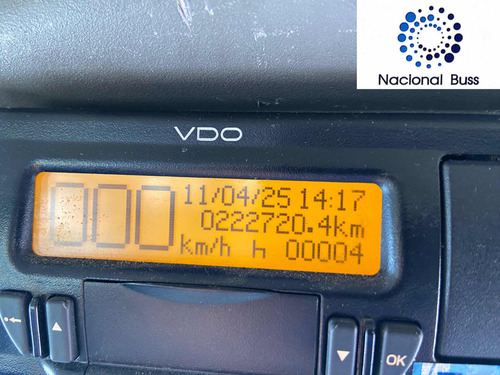 Nacional Buss
VDO
000 11/04/25 14:17
0222720.4km
km/h h 00004
OK